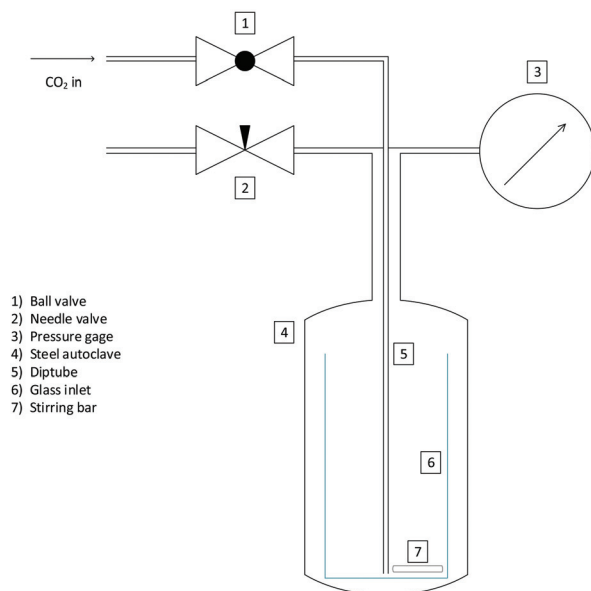 1
CO₂ in
3
2
1) Ball valve
2) Needle valve
3) Pressure gage
4) Steel autoclave
5) Diptube
6) Glass inlet
7) Stirring bar
4
5
6
7